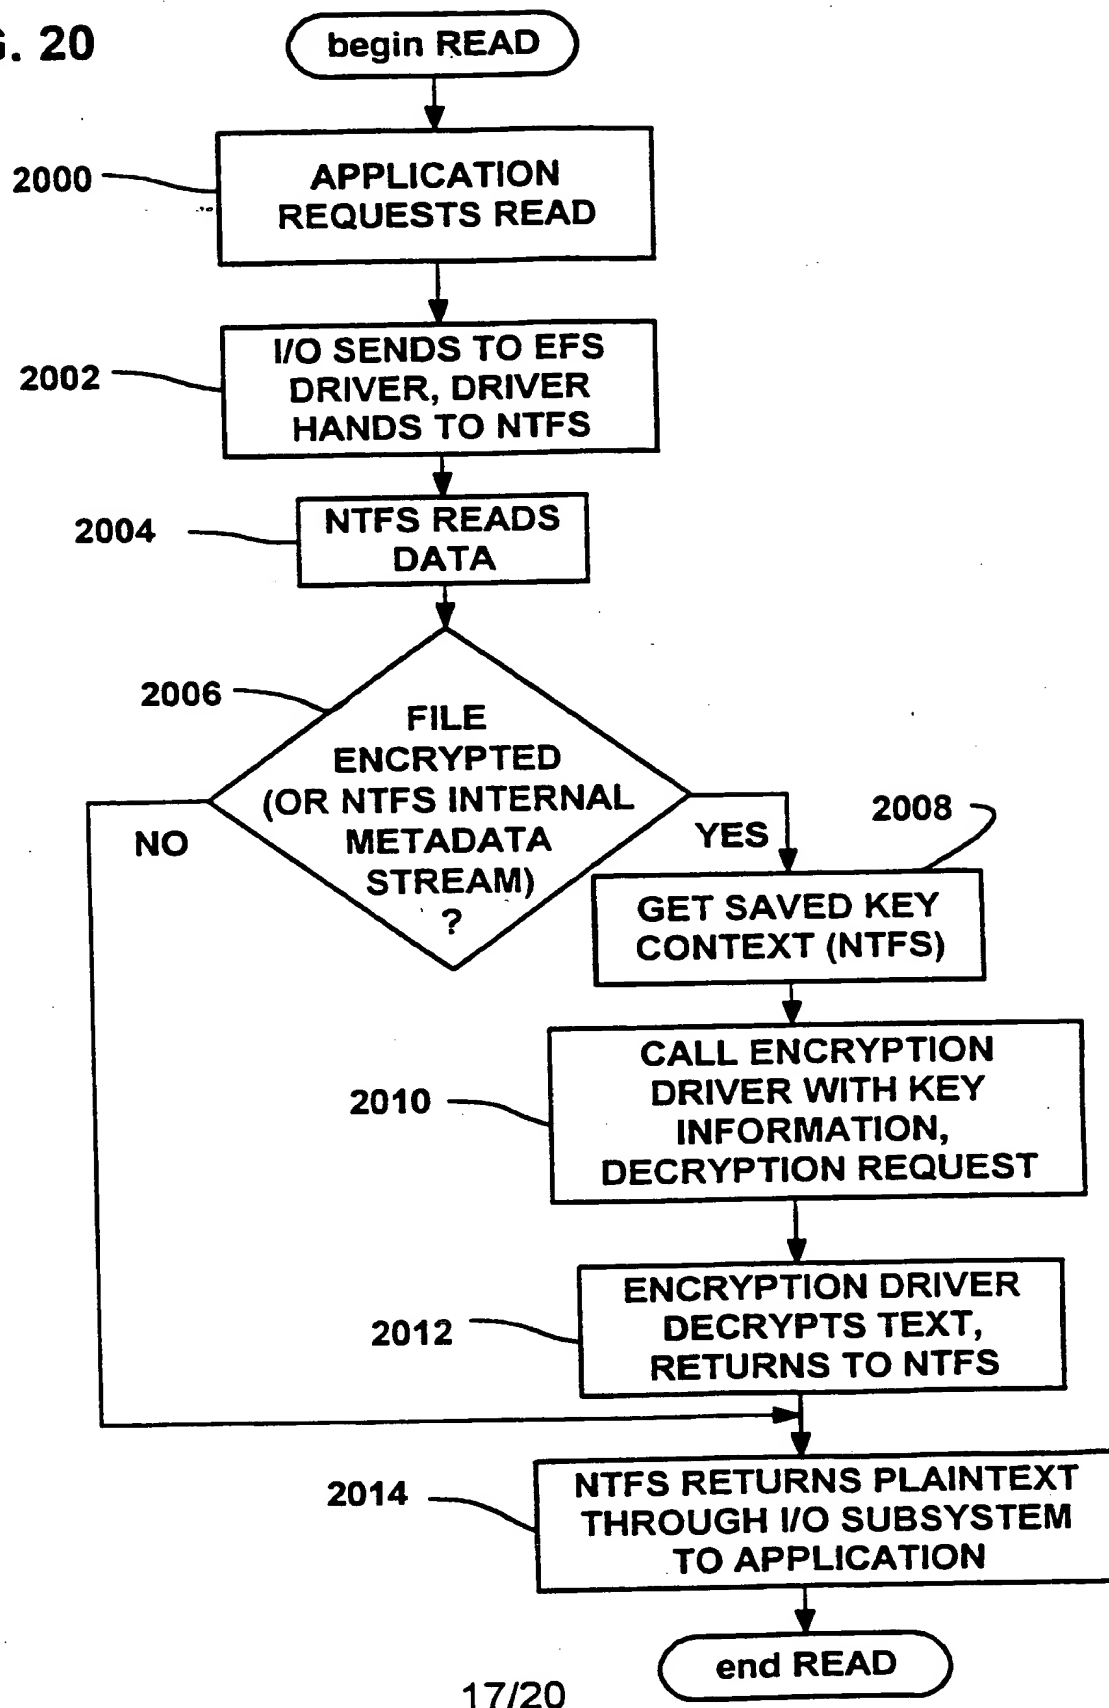 G. 20
begin READ
2000
APPLICATION
REQUESTS READ
2002
I/O SENDS TO EFS
DRIVER, DRIVER
HANDS TO NTFS
2004
NTFS READS
DATA
2006
FILE
ENCRYPTED
(OR NTFS INTERNAL
METADATA
STREAM)
?
NO
YES
2008
GET SAVED KEY
CONTEXT (NTFS)
2010
CALL ENCRYPTION
DRIVER WITH KEY
INFORMATION,
DECRYPTION REQUEST
2012
ENCRYPTION DRIVER
DECRYPTS TEXT,
RETURNS TO NTFS
2014
NTFS RETURNS PLAINTEXT
THROUGH I/O SUBSYSTEM
TO APPLICATION
end READ
17/20